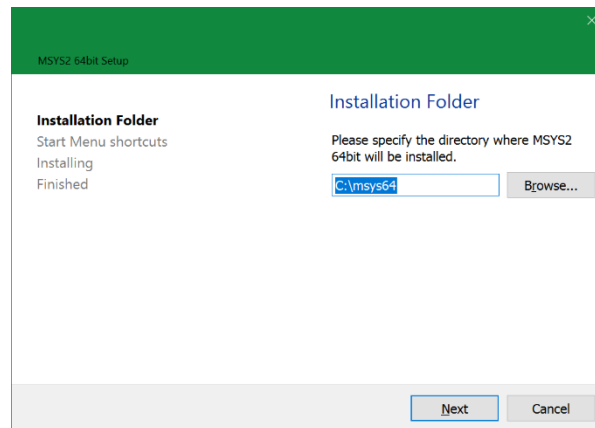 MSYS2 64bit Setup
Installation Folder
Start Menu shortcuts
Installing
Finished
Installation Folder
Please specify the directory where MSYS2
64bit will be installed.
C:\msys64
Browse...
Next
Cancel